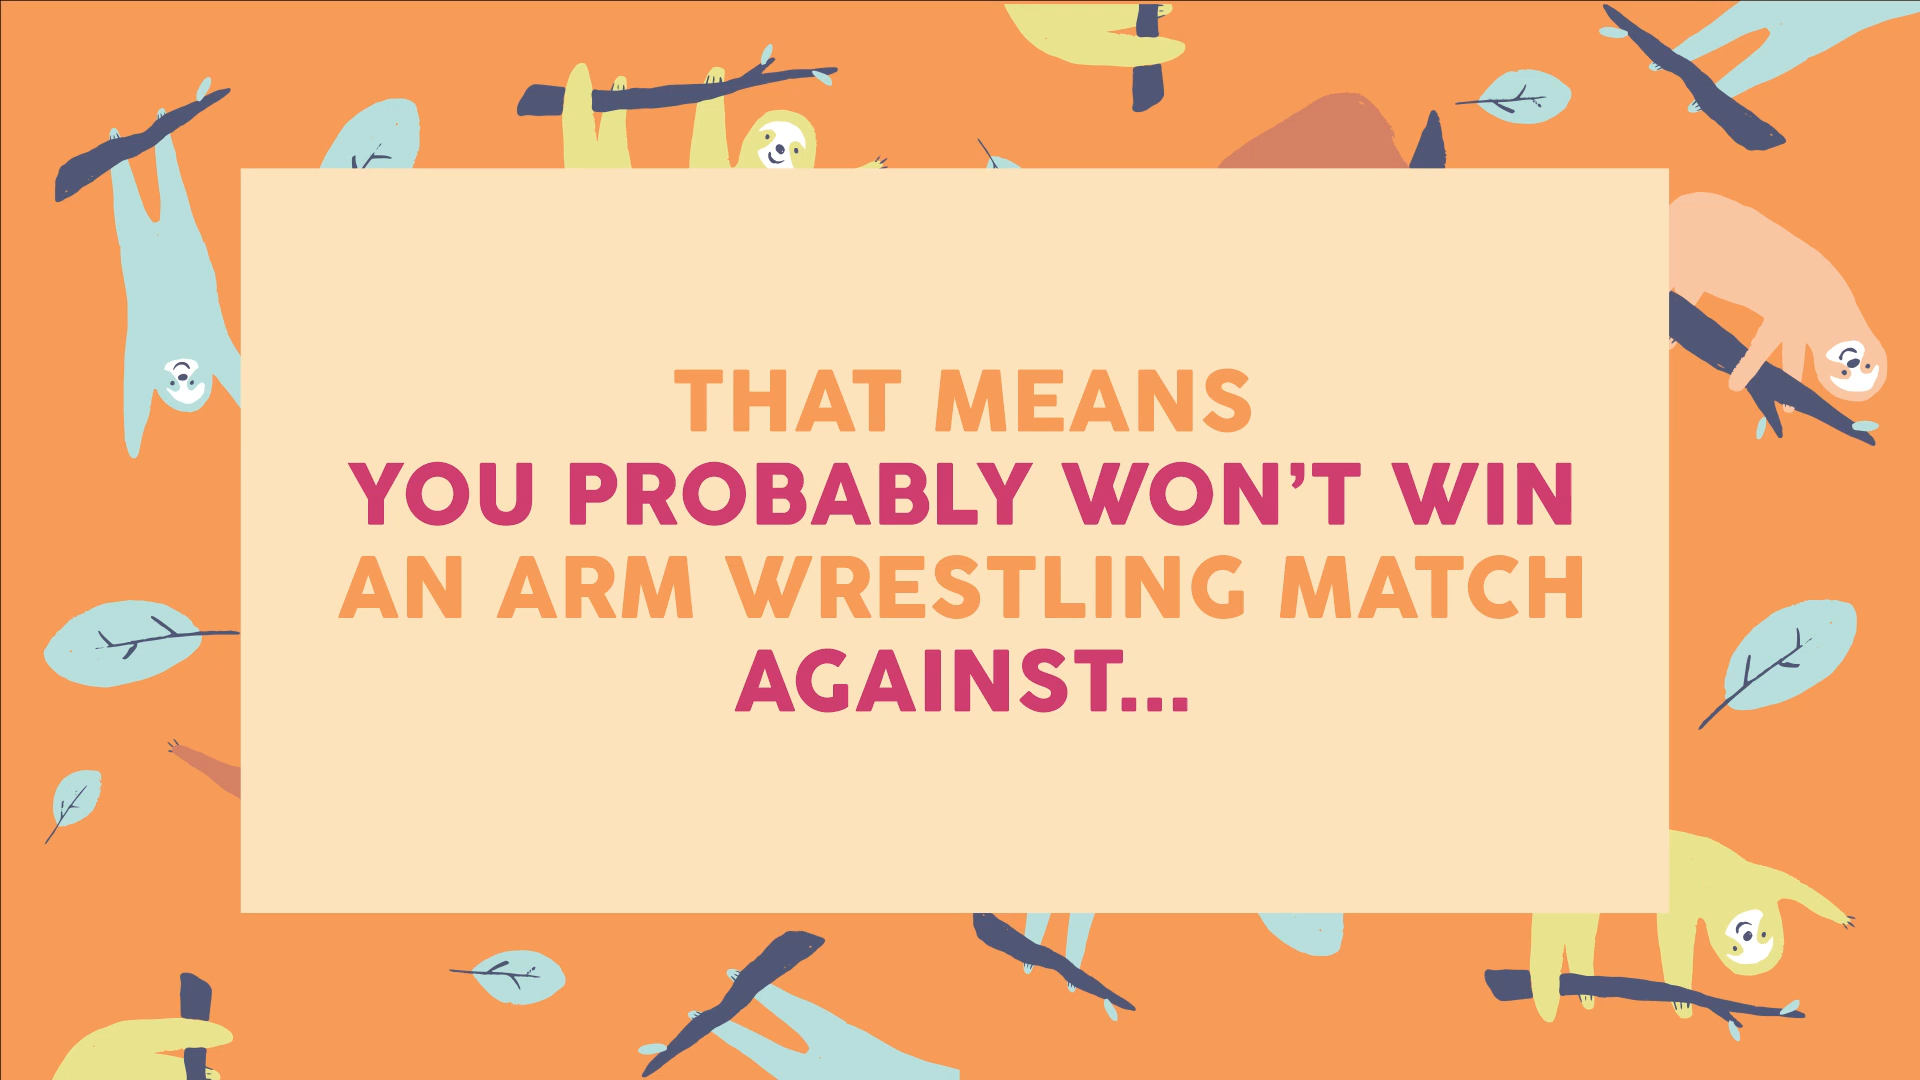 THAT MEANS
YOU PROBABLY WON’T WIN
AN ARM WRESTLING MATCH
AGAINST...